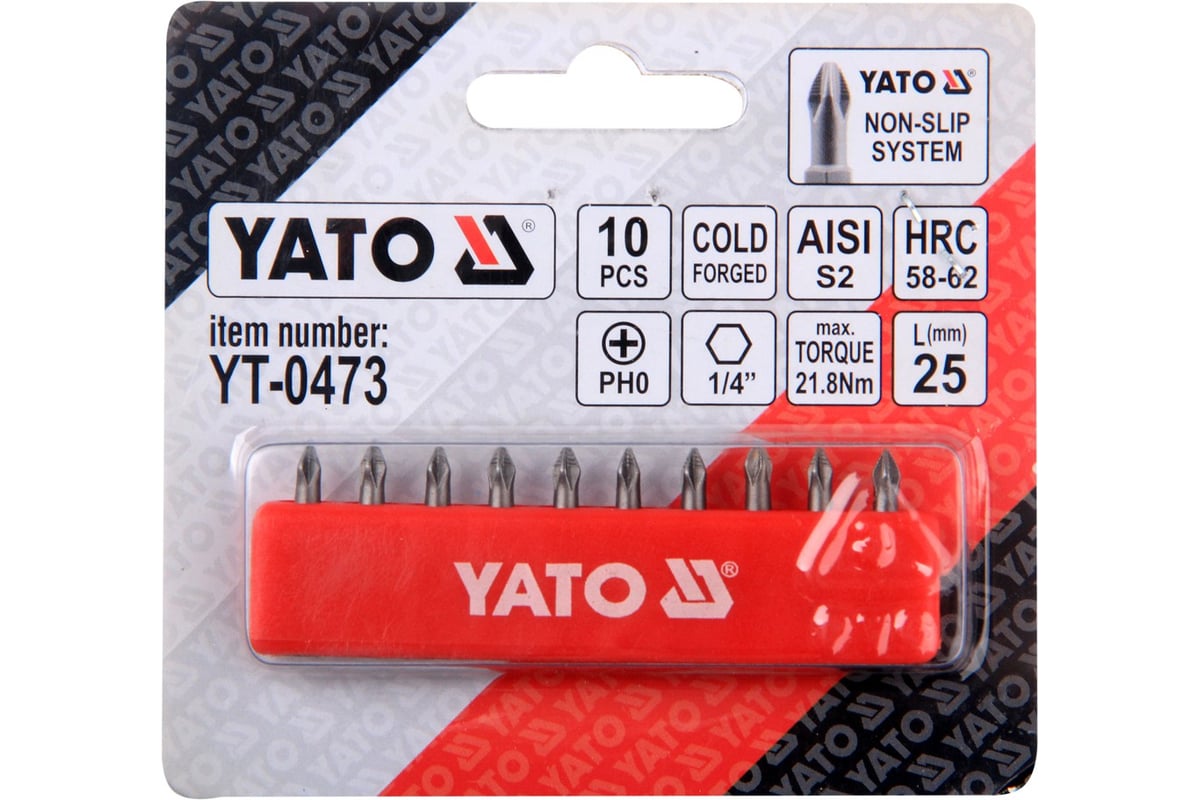 YATO®
NON-SLIP
SYSTEM
YATO®
10
PCS
COLD
FORGED
AISI
S2
HRC
58-62
item number:
YT-0473
PH0
1/4”
max.
TORQUE
21.8Nm
L(mm)
25
YATO®